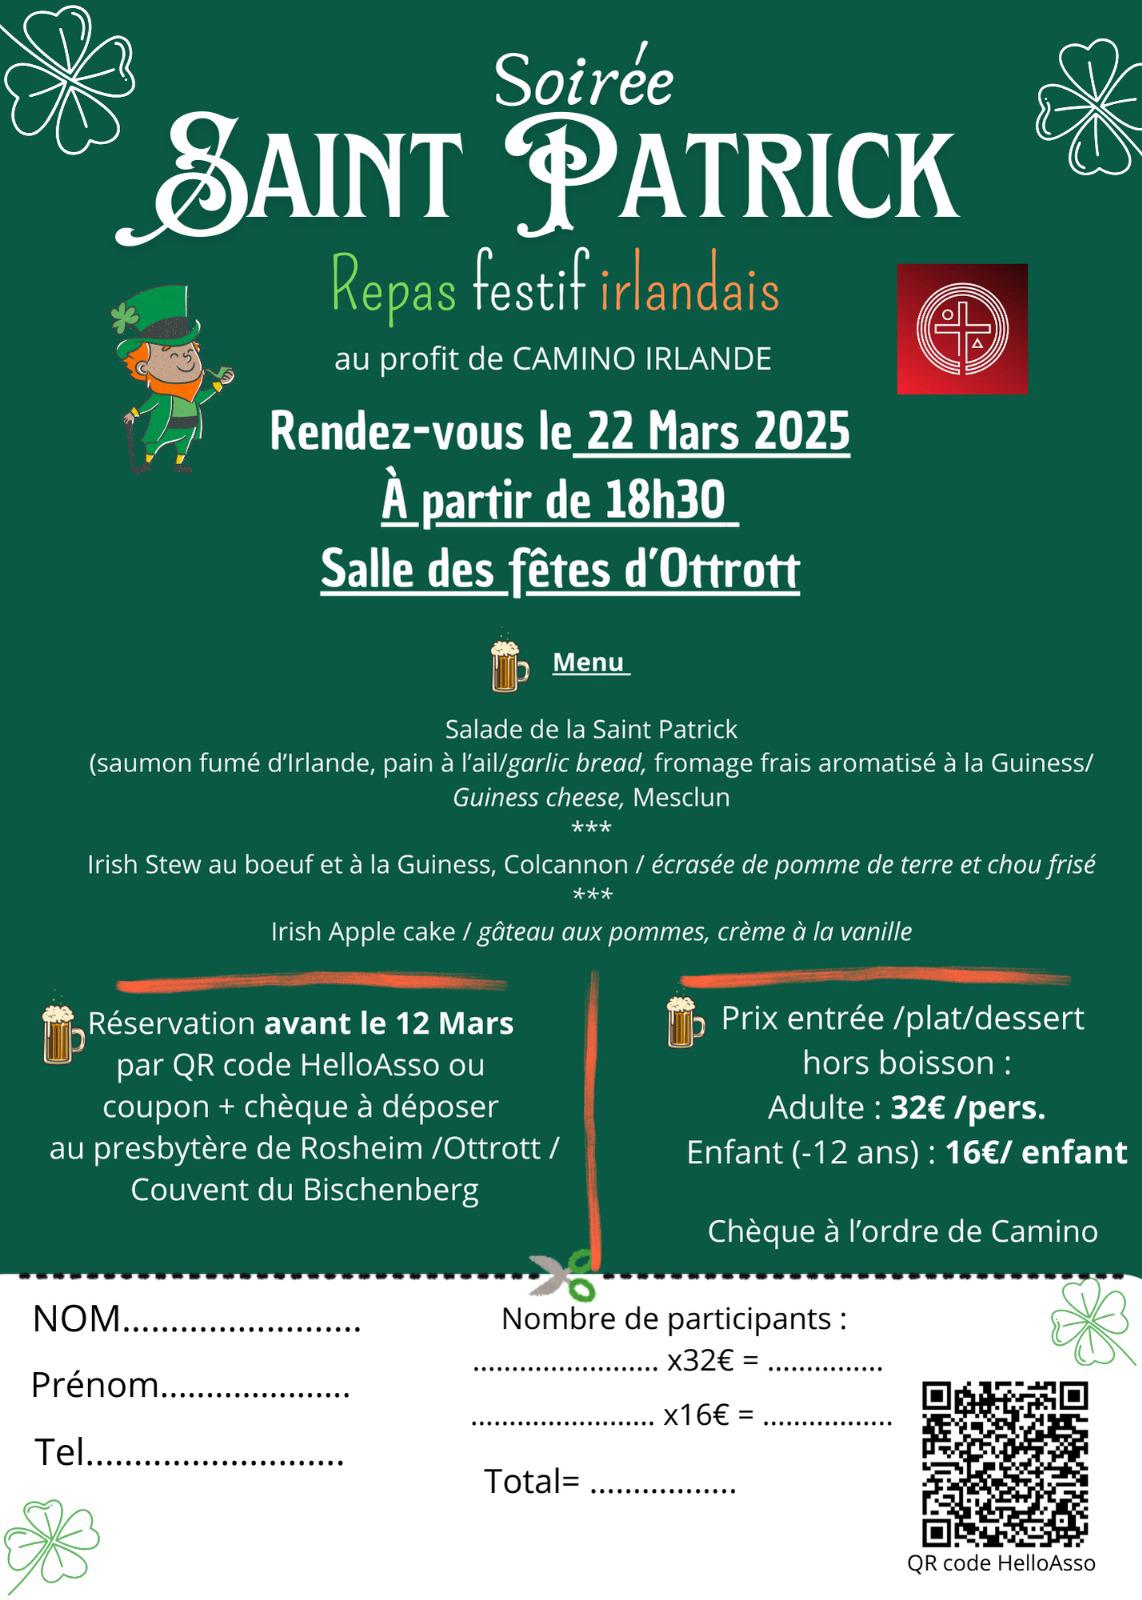 Soirée
SAINT PATRICK
Repas festif irlandais
au profit de CAMINO IRLANDE
Rendez-vous le 22 Mars 2025
À partir de 18h30
Salle des fêtes d'Ottrott
Menu
Salade de la Saint Patrick
(saumon fumé d'Irlande, pain à l'ail/garlic bread, fromage frais aromatisé à la Guiness/
Guiness cheese, Mesclun
***
Irish Stew au boeuf et à la Guiness, Colcannon / écrasée de pomme de terre et chou frisé
***
Irish Apple cake / gâteau aux pommes, crème à la vanille
Réservation avant le 12 Mars
par QR code HelloAsso ou
coupon + chèque à déposer
au presbytère de Rosheim /Ottrott /
Couvent du Bischenberg
Prix entrée /plat/dessert
hors boisson :
Adulte : 32€ /pers.
Enfant (-12 ans) : 16€/ enfant
Chèque à l'ordre de Camino
NOM.........................
Prénom....................
Tel...........................
Nombre de participants :
...................... x32€ = ..............
...................... x16€ = ................
Total= .................
QR code HelloAsso